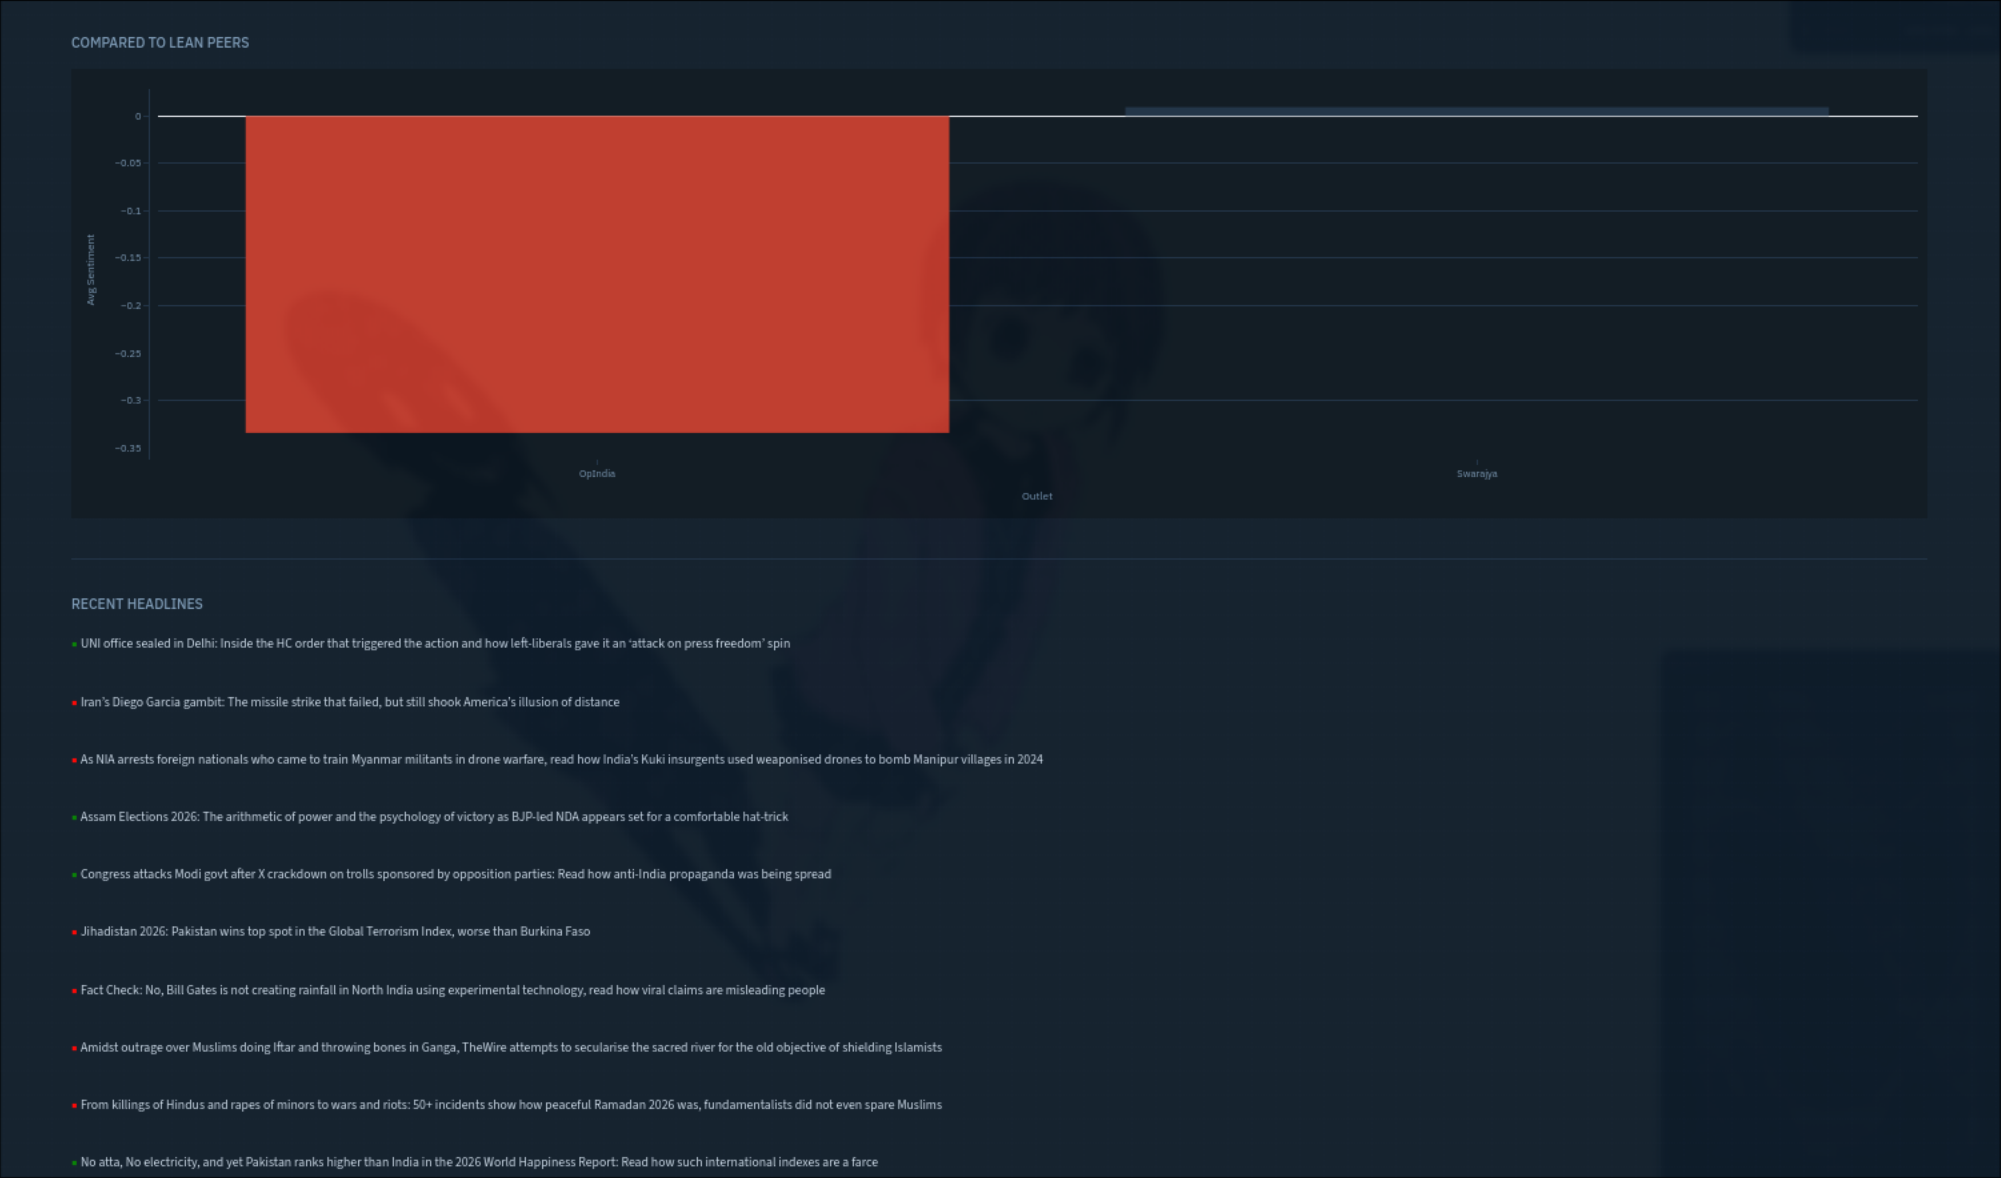 COMPARED TO LEAN PEERS
0
−0.05
−0.1
−0.15
−0.2
−0.25
−0.3
−0.35
Avg Sentiment
OpIndia
Swarajya
Outlet
RECENT HEADLINES
UNI office sealed in Delhi: Inside the HC order that triggered the action and how left-liberals gave it an ‘attack on press freedom’ spin
Iran’s Diego Garcia gambit: The missile strike that failed, but still shook America’s illusion of distance
As NIA arrests foreign nationals who came to train Myanmar militants in drone warfare, read how India’s Kuki insurgents used weaponised drones to bomb Manipur villages in 2024
Assam Elections 2026: The arithmetic of power and the psychology of victory as BJP-led NDA appears set for a comfortable hat-trick
Congress attacks Modi govt after X crackdown on trolls sponsored by opposition parties: Read how anti-India propaganda was being spread
Jihadistan 2026: Pakistan wins top spot in the Global Terrorism Index, worse than Burkina Faso
Fact Check: No, Bill Gates is not creating rainfall in North India using experimental technology, read how viral claims are misleading people
Amidst outrage over Muslims doing Iftar and throwing bones in Ganga, TheWire attempts to secularise the sacred river for the old objective of shielding Islamists
From killings of Hindus and rapes of minors to wars and riots: 50+ incidents show how peaceful Ramadan 2026 was, fundamentalists did not even spare Muslims
No atta, No electricity, and yet Pakistan ranks higher than India in the 2026 World Happiness Report: Read how such international indexes are a farce